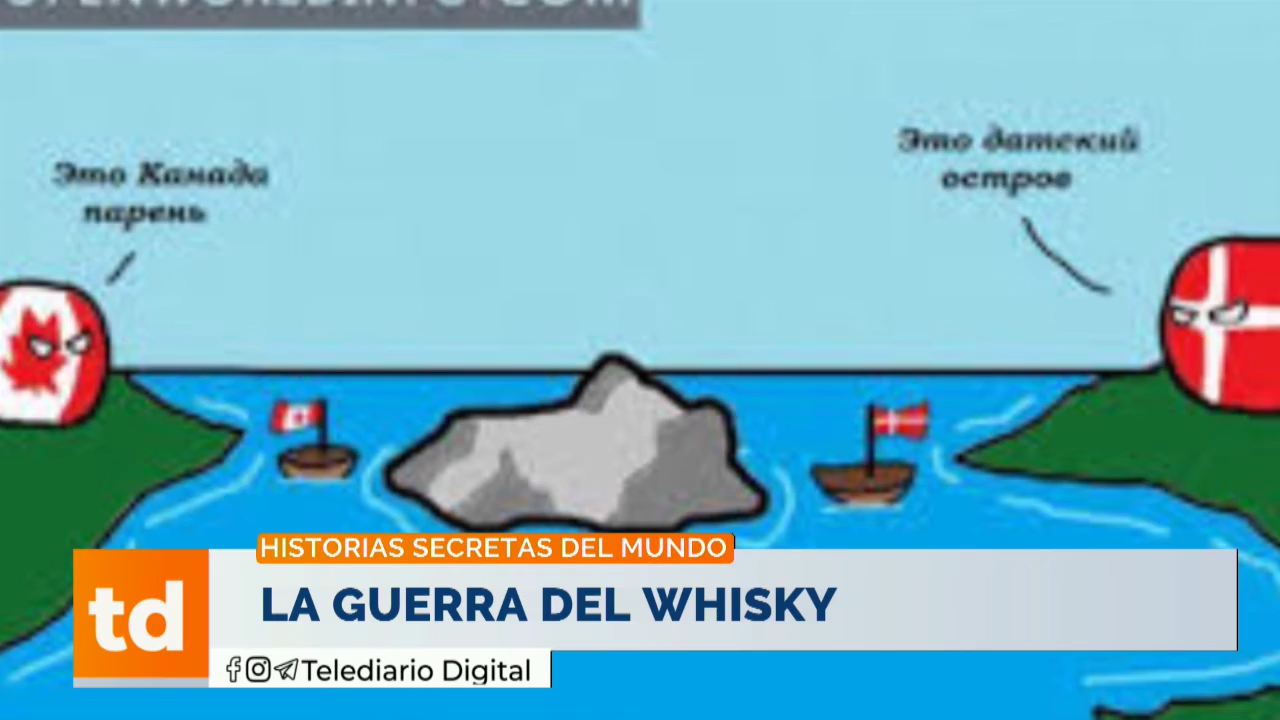 Это Канада
парень
Это датский
остров
HISTORIAS SECRETAS DEL MUNDO
LA GUERRA DEL WHISKY
td
Telediario Digital